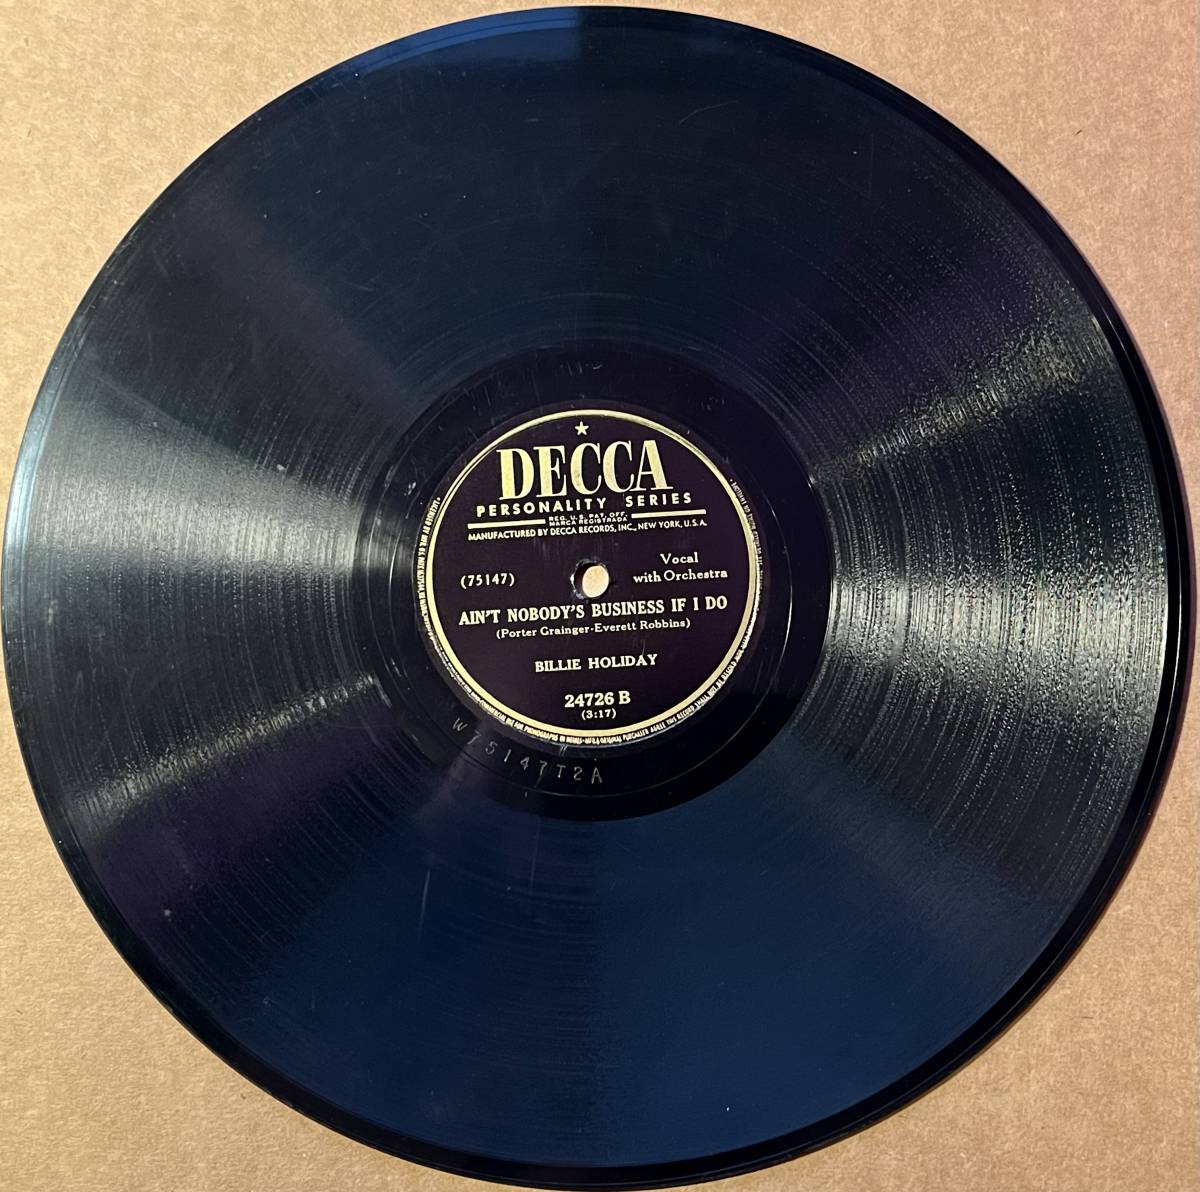 DECCA
PERSONALITY SERIES
REG. U.S. PAT. OFF.
MARCA REGISTRADA
MANUFACTURED BY DECCA RECORDS, INC., NEW YORK, U.S.A.
(75147)
Vocal
with Orchestra
AIN'T NOBODY'S BUSINESS IF I DO
(Porter Grainger-Everett Robbins)
BILLIE HOLIDAY
24726 B
(3:17)
W75147T2A